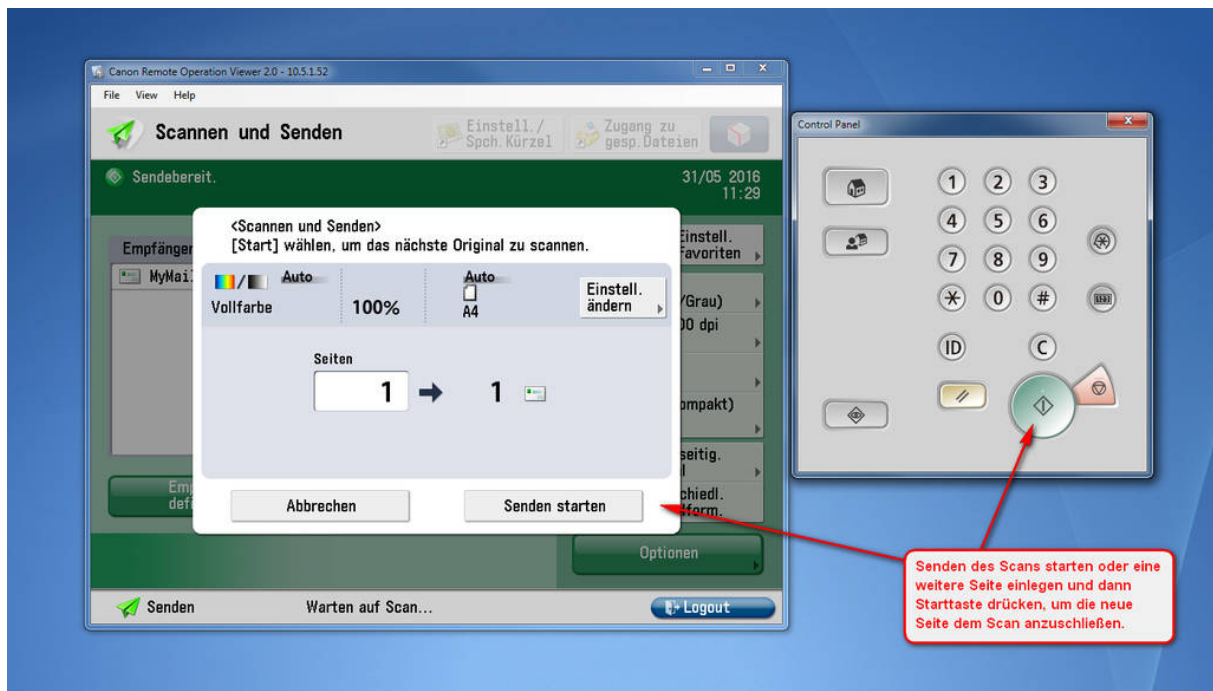 Canon Remote Operation Viewer 2.0 - 10.5.1.52
File View Help
Scannen und Senden
Einstell./
Spch.Kürzel
Zugang zu
gesp.Dateien
Sendebereit.
31/05 2016
11:29
<Scannen und Senden>
[Start] wählen, um das nächste Original zu scannen.
Empfänger
MyMai
Einstell.
Favoriten
Auto
Vollfarbe
100%
Auto
A4
Einstell.
ändern
/Grau)
00 dpi
Seiten
1 → 1
ompakt)
seitig.
Abbrechen
Senden starten
Emp
defi
chiedl.
Optionen
Senden
Warten auf Scan...
Logout
Control Panel
1 2 3
4 5 6
7 8 9
* 0 #
ID C
Senden des Scans starten oder eine
weitere Seite einlegen und dann
Starttaste drücken, um die neue
Seite dem Scan anzuschließen.